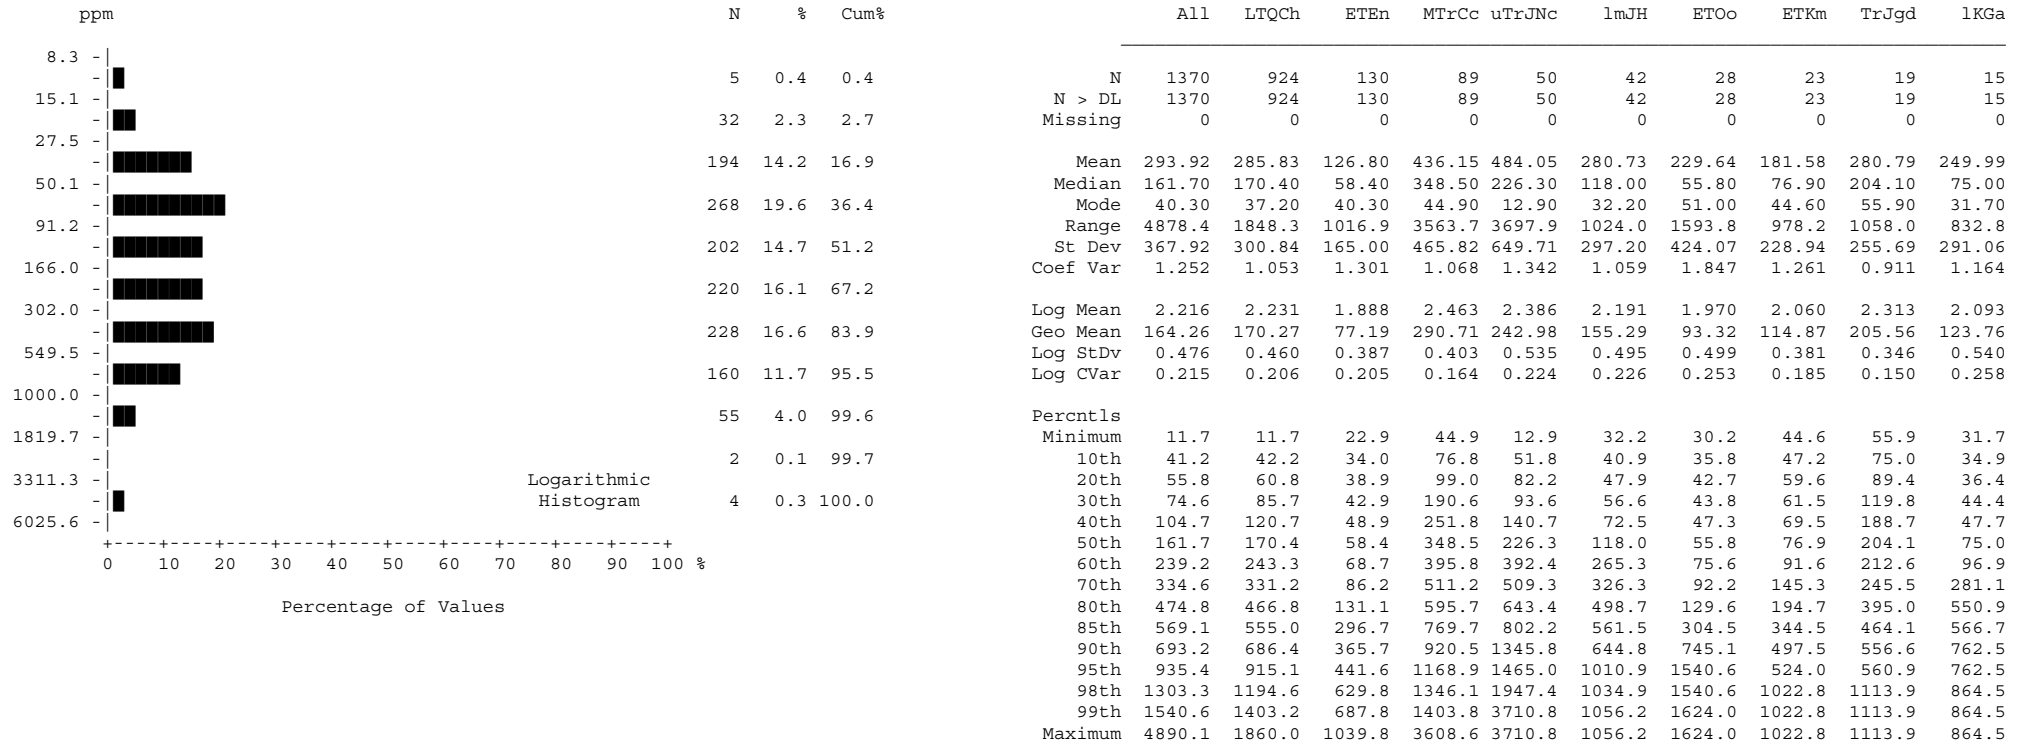 ppm N % Cum%
8.3
5 0.4 0.4
15.1
32 2.3 2.7
27.5
194 14.2 16.9
50.1
268 19.6 36.4
91.2
202 14.7 51.2
166.0
220 16.1 67.2
302.0
228 16.6 83.9
549.5
160 11.7 95.5
1000.0
55 4.0 99.6
1819.7
2 0.1 99.7
3311.3 Logarithmic
Histogram 4 0.3 100.0
6025.6
0 10 20 30 40 50 60 70 80 90 100 %
Percentage of Values
All LTQCh ETEn MTrCc uTrJNc lmJH ETOo ETKm TrJgd lKGa
N 1370 924 130 89 50 42 28 23 19 15
N > DL 1370 924 130 89 50 42 28 23 19 15
Missing 0 0 0 0 0 0 0 0 0 0
Mean 293.92 285.83 126.80 436.15 484.05 280.73 229.64 181.58 280.79 249.99
Median 161.70 170.40 58.40 348.50 226.30 118.00 55.80 76.90 204.10 75.00
Mode 40.30 37.20 40.30 44.90 12.90 32.20 51.00 44.60 55.90 31.70
Range 4878.4 1848.3 1016.9 3563.7 3697.9 1024.0 1593.8 978.2 1058.0 832.8
St Dev 367.92 300.84 165.00 465.82 649.71 297.20 424.07 228.94 255.69 291.06
Coef Var 1.252 1.053 1.301 1.068 1.342 1.059 1.847 1.261 0.911 1.164
Log Mean 2.216 2.231 1.888 2.463 2.386 2.191 1.970 2.060 2.313 2.093
Geo Mean 164.26 170.27 77.19 290.71 242.98 155.29 93.32 114.87 205.56 123.76
Log StDv 0.476 0.460 0.387 0.403 0.535 0.495 0.499 0.381 0.346 0.540
Log CVar 0.215 0.206 0.205 0.164 0.224 0.226 0.253 0.185 0.150 0.258
Percntls
Minimum 11.7 11.7 22.9 44.9 12.9 32.2 30.2 44.6 55.9 31.7
10th 41.2 42.2 34.0 76.8 51.8 40.9 35.8 47.2 75.0 34.9
20th 55.8 60.8 38.9 99.0 82.2 47.9 42.7 59.6 89.4 36.4
30th 74.6 85.7 42.9 190.6 93.6 56.6 43.8 61.5 119.8 44.4
40th 104.7 120.7 48.9 251.8 140.7 72.5 47.3 69.5 188.7 47.7
50th 161.7 170.4 58.4 348.5 226.3 118.0 55.8 76.9 204.1 75.0
60th 239.2 243.3 68.7 395.8 392.4 265.3 75.6 91.6 212.6 96.9
70th 334.6 331.2 86.2 511.2 509.3 326.3 92.2 145.3 245.5 281.1
80th 474.8 466.8 131.1 595.7 643.4 498.7 129.6 194.7 395.0 550.9
85th 569.1 555.0 296.7 769.7 802.2 561.5 304.5 344.5 464.1 566.7
90th 693.2 686.4 365.7 920.5 1345.8 644.8 745.1 497.5 556.6 762.5
95th 935.4 915.1 441.6 1168.9 1465.0 1010.9 1540.6 524.0 560.9 762.5
98th 1303.3 1194.6 629.8 1346.1 1947.4 1034.9 1540.6 1022.8 1113.9 864.5
99th 1540.6 1403.2 687.8 1403.8 3710.8 1056.2 1624.0 1022.8 1113.9 864.5
Maximum 4890.1 1860.0 1039.8 3608.6 3710.8 1056.2 1624.0 1022.8 1113.9 864.5